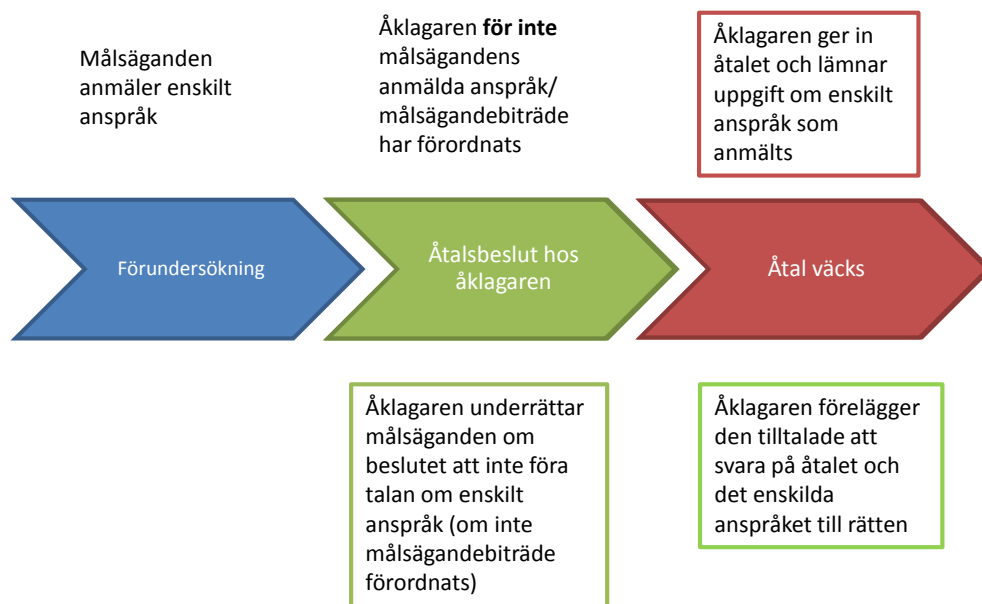 Målsäganden
anmäler enskilt
anspråk
Åklagaren för inte
målsägandens
anmälda anspråk/
målsägandebiträde
har förordnats
Åklagaren ger in
åtalet och lämnar
uppgift om enskilt
anspråk som
anmälts
Förundersökning
Åtalsbeslut hos
åklagaren
Åtal väcks
Åklagaren underrättar
målsäganden om
beslutet att inte föra
talan om enskilt
anspråk (om inte
målsägandebiträde
förordnats)
Åklagaren förelägger
den tilltalade att
svara på åtalet och
det enskilda
anspråket till rätten